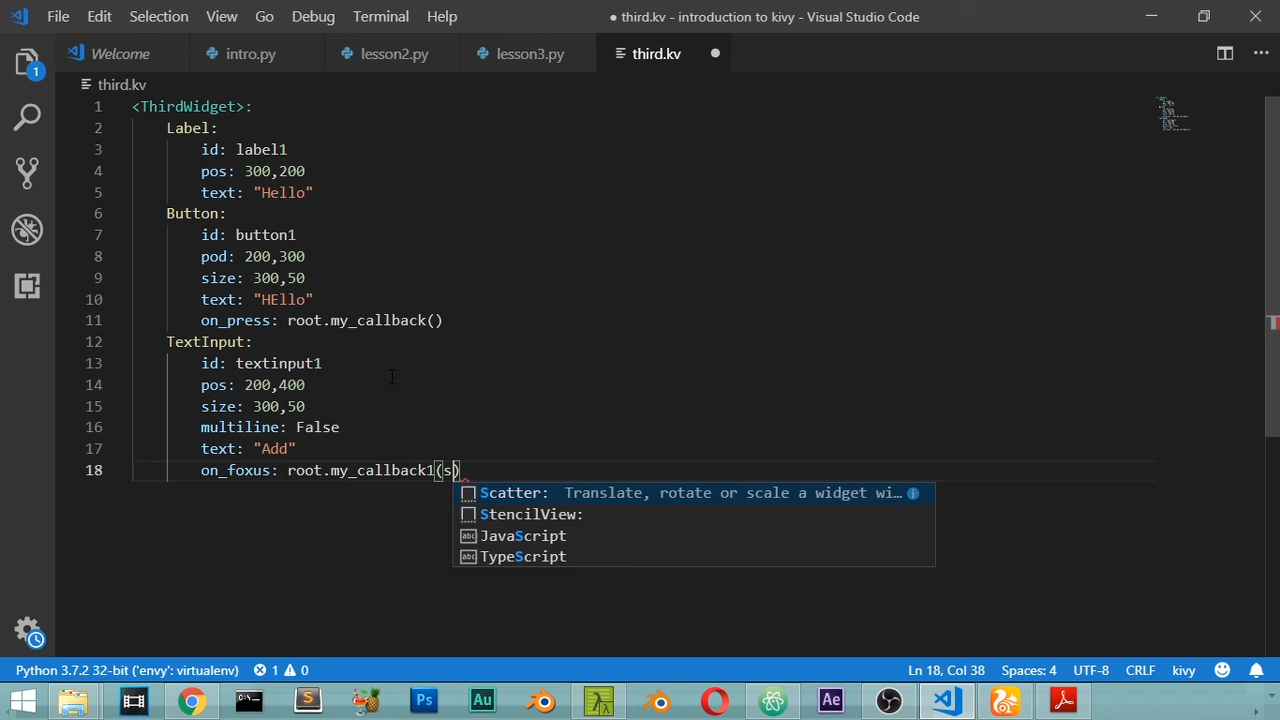 File Edit Selection View Go Debug Terminal Help ● third.kv - introduction to kivy - Visual Studio Code
Welcome intro.py lesson2.py lesson3.py third.kv
1
third.kv
1 <ThirdWidget>:
2 Label:
3 id: label1
4 pos: 300,200
5 text: "Hello"
6 Button:
7 id: button1
8 pod: 200,300
9 size: 300,50
10 text: "HEllo"
11 on_press: root.my_callback()
12 TextInput:
13 id: textinput1
14 pos: 200,400
15 size: 300,50
16 multiline: False
17 text: "Add"
18 on_foxus: root.my_callback1(s)
Scatter: Translate, rotate or scale a widget wi…
StencilView:
abc JavaScript
abc TypeScript
Python 3.7.2 32-bit ('envy': virtualenv) 1 0 Ln 18, Col 38 Spaces: 4 UTF-8 CRLF kivy
S Ps Au λ Ae